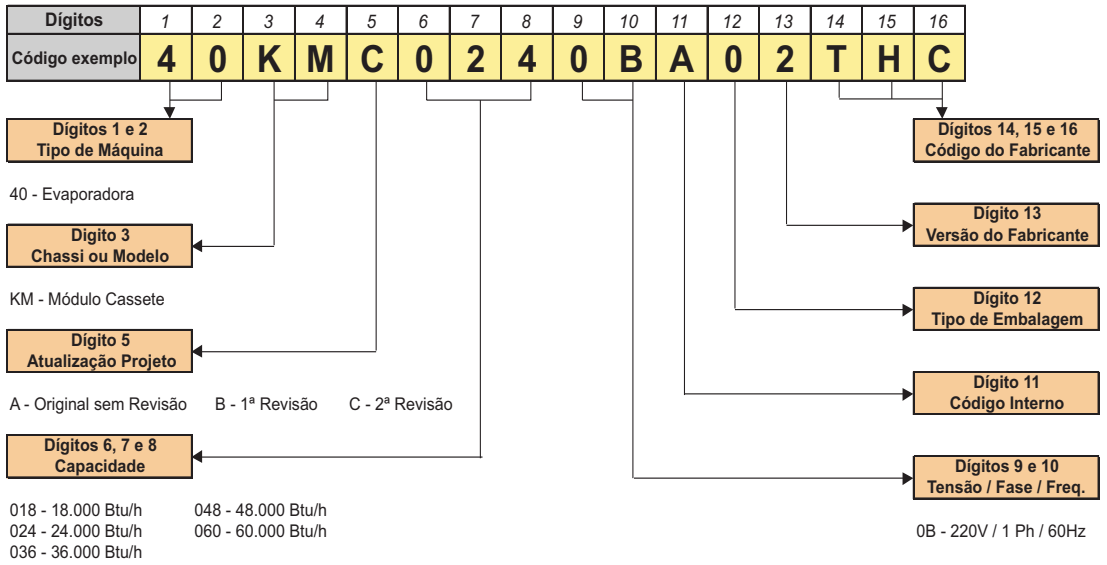 Dígitos 1 2 3 4 5 6 7 8 9 10 11 12 13 14 15 16
Código exemplo 4 0 K M C 0 2 4 0 B A 0 2 T H C
Dígitos 1 e 2
Tipo de Máquina
40 - Evaporadora
Digito 3
Chassi ou Modelo
KM - Módulo Cassete
Dígito 5
Atualização Projeto
A - Original sem Revisão B - 1ª Revisão C - 2ª Revisão
Dígitos 6, 7 e 8
Capacidade
018 - 18.000 Btu/h 048 - 48.000 Btu/h
024 - 24.000 Btu/h 060 - 60.000 Btu/h
036 - 36.000 Btu/h
Dígitos 14, 15 e 16
Código do Fabricante
Dígito 13
Versão do Fabricante
Dígito 12
Tipo de Embalagem
Dígito 11
Código Interno
Dígitos 9 e 10
Tensão / Fase / Freq.
0B - 220V / 1 Ph / 60Hz